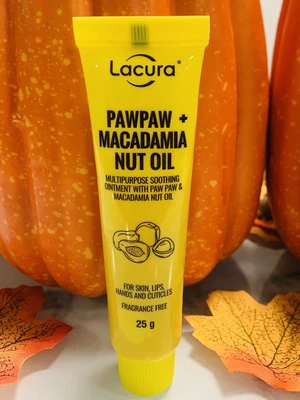 Lacura®
PAWPAW +
MACADAMIA
NUT OIL
MULTIPURPOSE SOOTHING
OINTMENT WITH PAW PAW &
MACADAMIA NUT OIL
FOR SKIN, LIPS,
HANDS AND CUTICLES
FRAGRANCE FREE
25 g